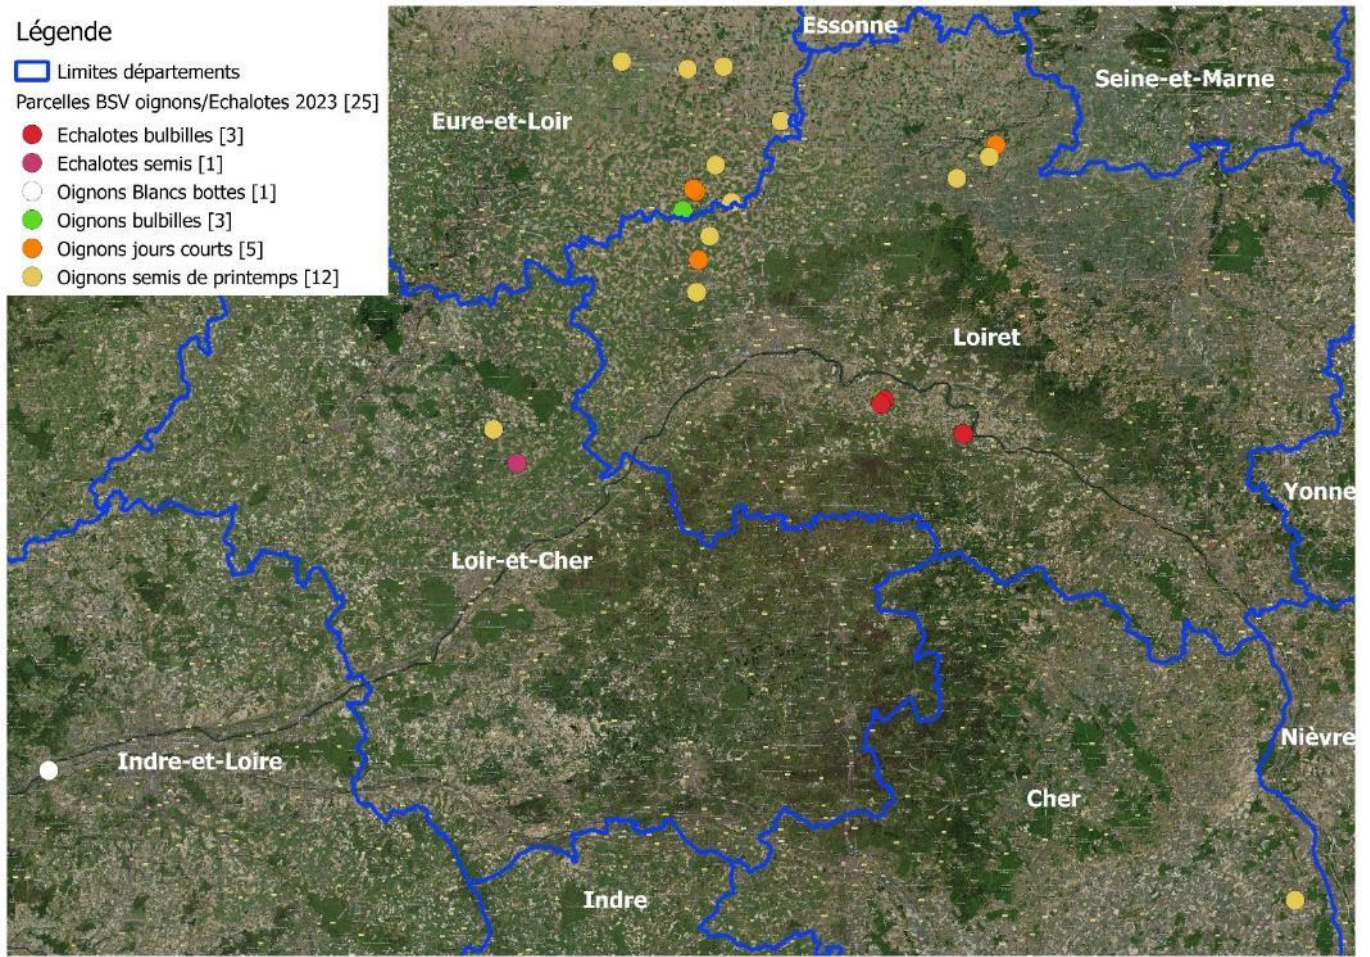 Légende
Limites départements
Parcelles BSV oignons/Echalotes 2023 [25]
Echalotes bulbilles [3]
Echalotes semis [1]
Oignons Blancs bottes [1]
Oignons bulbilles [3]
Oignons jours courts [5]
Oignons semis de printemps [12]
Essonne
Seine-et-Marne
Eure-et-Loir
Loiret
Yonne
Loir-et-Cher
Nièvre
Indre-et-Loire
Cher
Indre